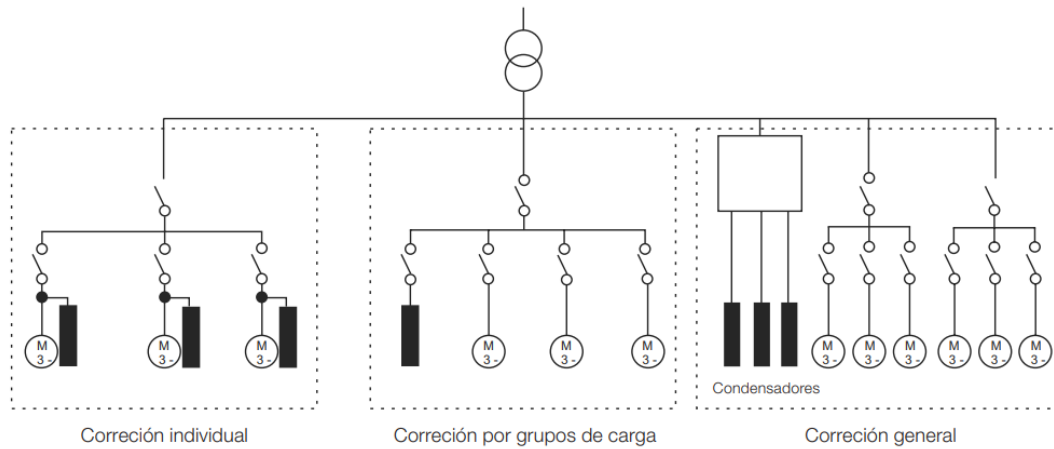 M
3 -
M
3 -
M
3 -
M
3 -
M
3 -
M
3 -
M
3 -
M
3 -
M
3 -
M
3 -
M
3 -
M
3 -
Condensadores
Correción individual
Correción por grupos de carga
Correción general